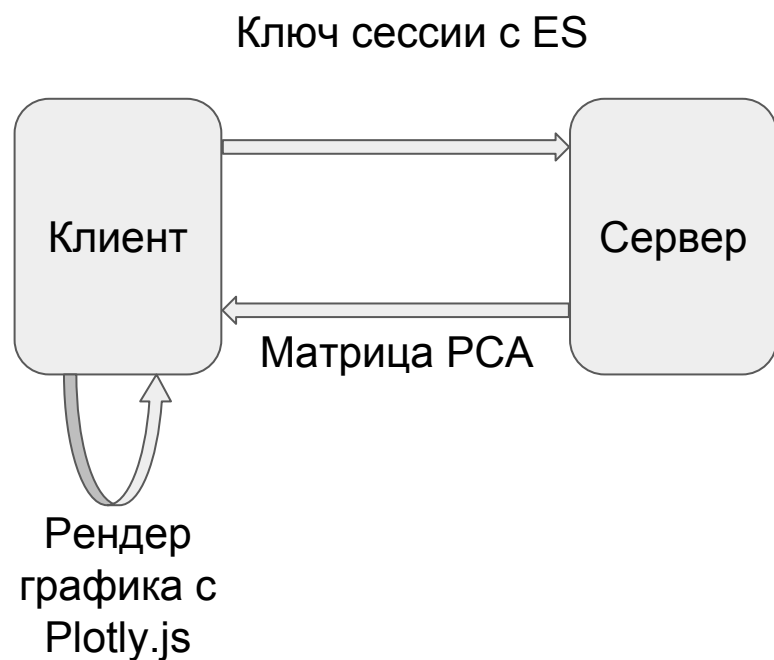 Ключ сессии с ES
Клиент
Сервер
Матрица PCA
Рендер
графика с
Plotly.js